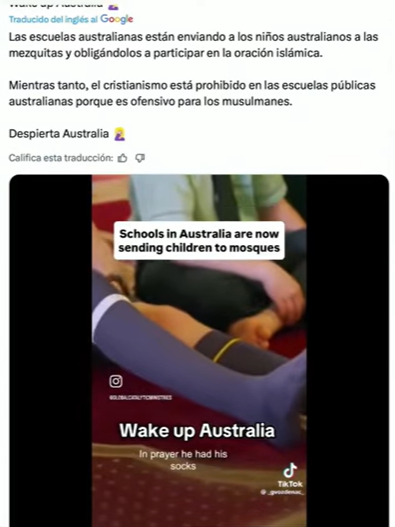 Wake up Australia 🤦‍♀️
Traducido del inglés al Google
Las escuelas australianas están enviando a los niños australianos a las
mezquitas y obligándolos a participar en la oración islámica.
Mientras tanto, el cristianismo está prohibido en las escuelas públicas
australianas porque es ofensivo para los musulmanes.
Despierta Australia 🤦‍♀️
Califica esta traducción:
Schools in Australia are now
sending children to mosques
@GLOBALCATALYTICMINISTRIES
Wake up Australia
In prayer he had his
socks
TikTok